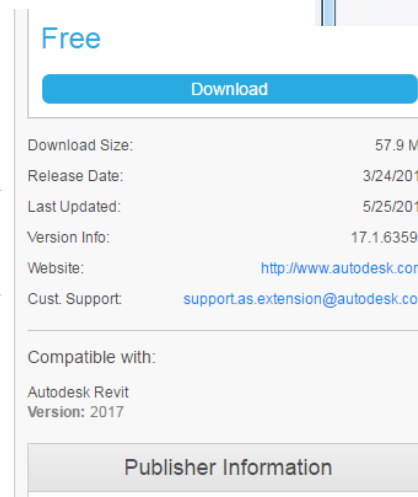 Free
Download
Download Size: 57.9 M
Release Date: 3/24/201
Last Updated: 5/25/201
Version Info: 17.1.6359
Website: http://www.autodesk.cor
Cust. Support: support.as.extension@autodesk.co
Compatible with:
Autodesk Revit
Version: 2017
Publisher Information